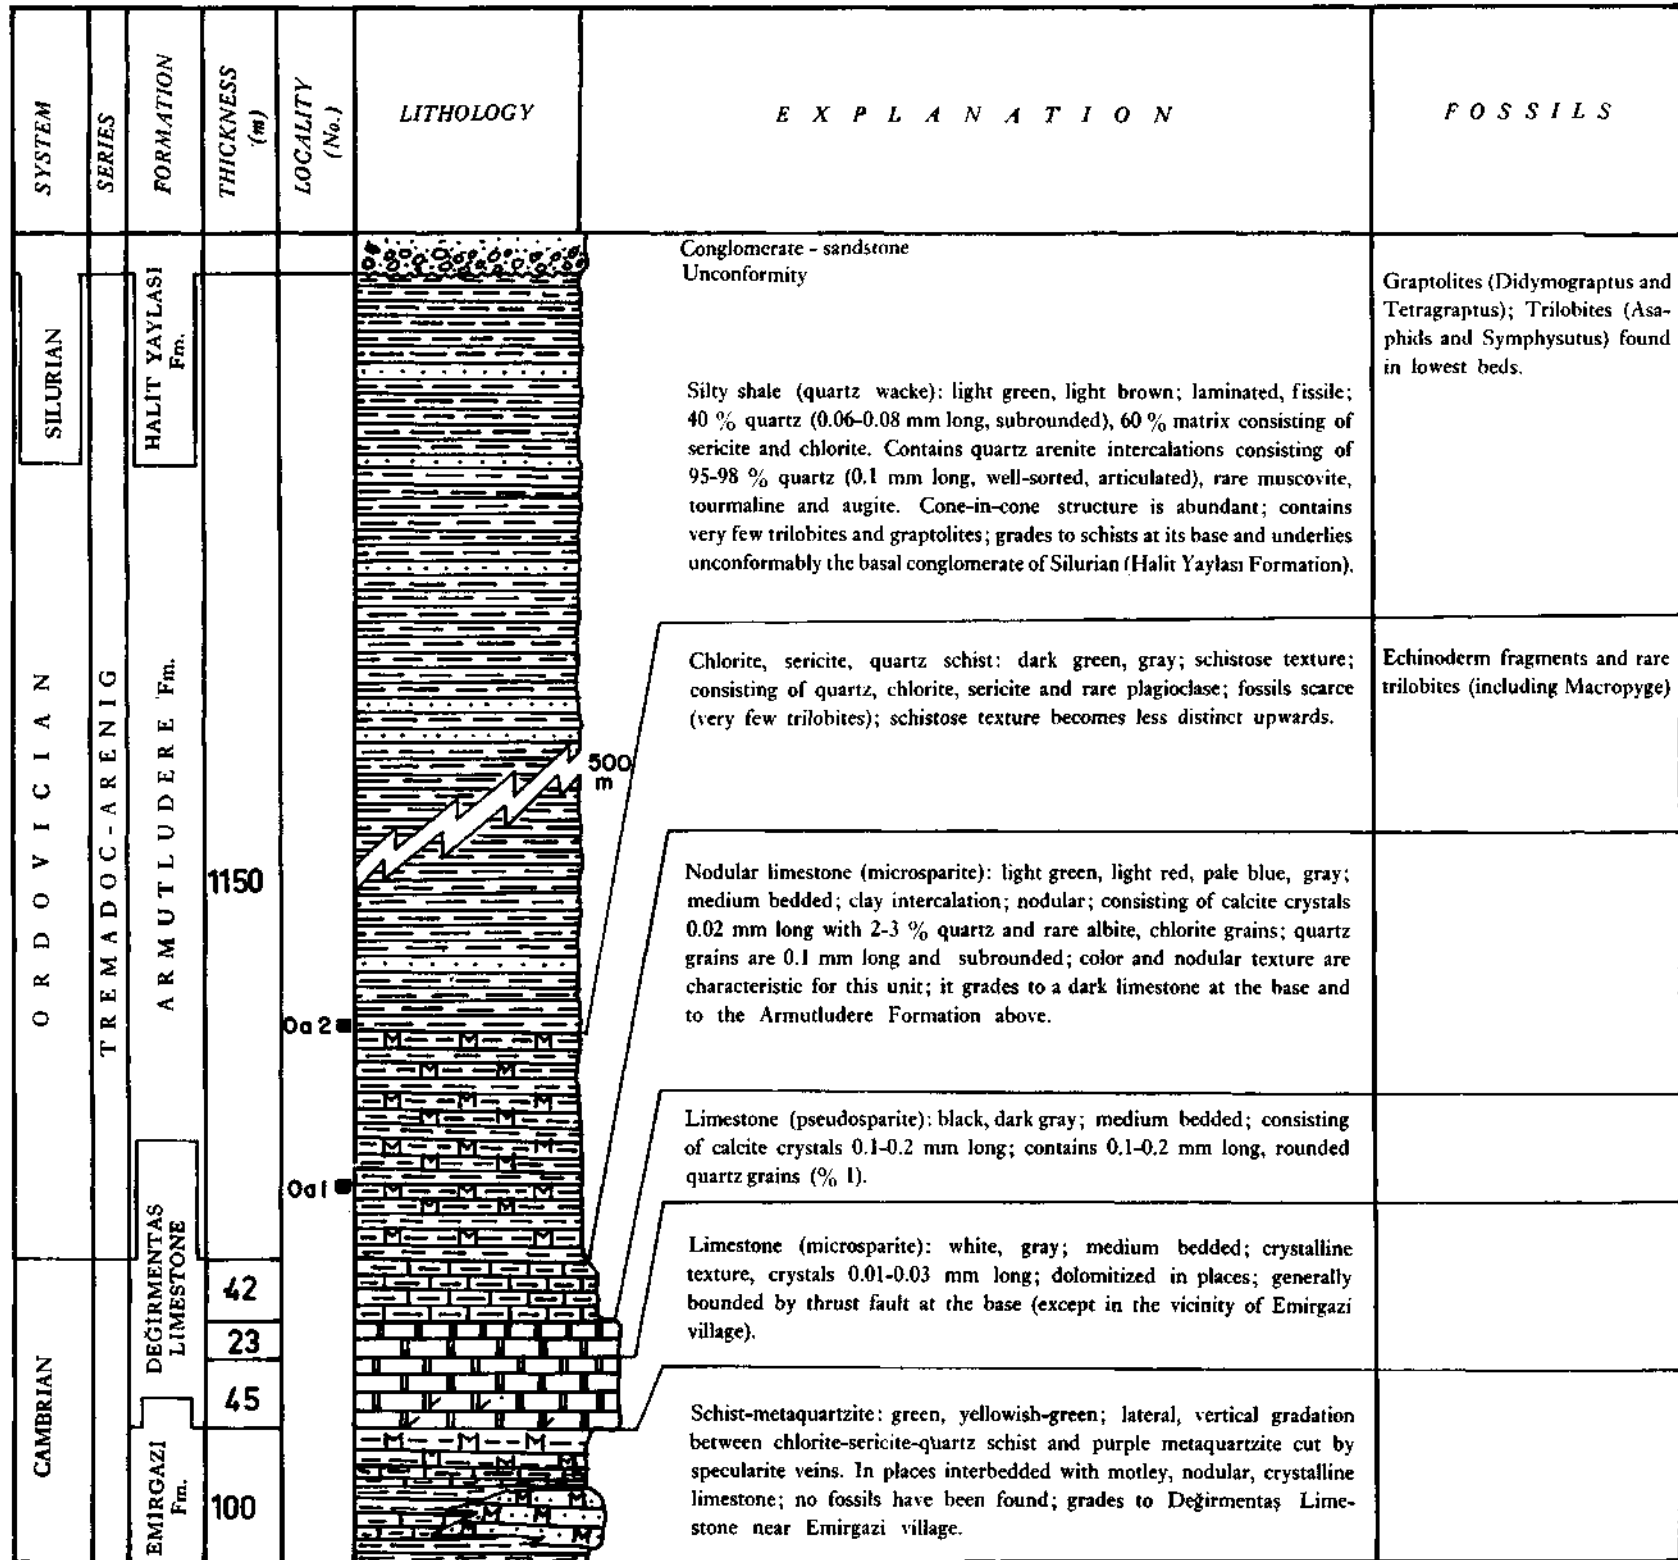 SYSTEM
SERIES
FORMATION
THICKNESS
(m)
LOCALITY
(No.)
LITHOLOGY
EXPLANATION
FOSSILS
SILURIAN
HALIT YAYLASI
Fm.
ORDOVICIAN
TREMADOC-ARENIG
ARMUTLUDERE Fm.
1150
Oa 2
Oa 1
500
m
DEĞIRMENTAS
LIMESTONE
42
23
45
CAMBRIAN
EMIRGAZI
Fm.
100
Conglomerate - sandstone
Unconformity
Silty shale (quartz wacke): light green, light brown; laminated, fissile;
40 % quartz (0.06-0.08 mm long, subrounded), 60 % matrix consisting of
sericite and chlorite. Contains quartz arenite intercalations consisting of
95-98 % quartz (0.1 mm long, well-sorted, articulated), rare muscovite,
tourmaline and augite. Cone-in-cone structure is abundant; contains
very few trilobites and graptolites; grades to schists at its base and underlies
unconformably the basal conglomerate of Silurian (Halit Yaylası Formation).
Graptolites (Didymograptus and
Tetragraptus); Trilobites (Asa-
phids and Symphysutus) found
in lowest beds.
Chlorite, sericite, quartz schist: dark green, gray; schistose texture;
consisting of quartz, chlorite, sericite and rare plagioclase; fossils scarce
(very few trilobites); schistose texture becomes less distinct upwards.
Echinoderm fragments and rare
trilobites (including Macropyge)
Nodular limestone (microsparite): light green, light red, pale blue, gray;
medium bedded; clay intercalation; nodular; consisting of calcite crystals
0.02 mm long with 2-3 % quartz and rare albite, chlorite grains; quartz
grains are 0.1 mm long and subrounded; color and nodular texture are
characteristic for this unit; it grades to a dark limestone at the base and
to the Armutludere Formation above.
Limestone (pseudosparite): black, dark gray; medium bedded; consisting
of calcite crystals 0.1-0.2 mm long; contains 0.1-0.2 mm long, rounded
quartz grains (% 1).
Limestone (microsparite): white, gray; medium bedded; crystalline
texture, crystals 0.01-0.03 mm long; dolomitized in places; generally
bounded by thrust fault at the base (except in the vicinity of Emirgazi
village).
Schist-metaquartzite: green, yellowish-green; lateral, vertical gradation
between chlorite-sericite-quartz schist and purple metaquartzite cut by
specularite veins. In places interbedded with motley, nodular, crystalline
limestone; no fossils have been found; grades to Değirmentaş Lime-
stone near Emirgazi village.